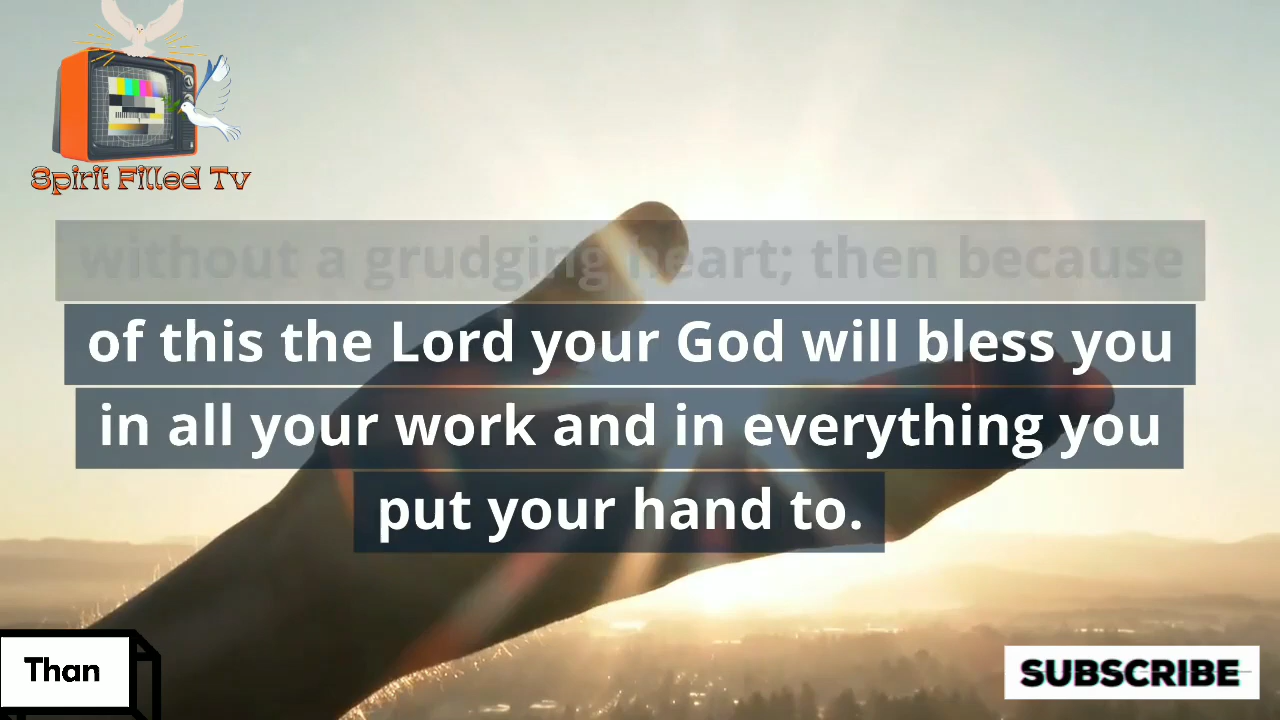 Spirit Filled Tv
without a grudging heart; then because
of this the Lord your God will bless you
in all your work and in everything you
put your hand to.
Than
SUBSCRIBE